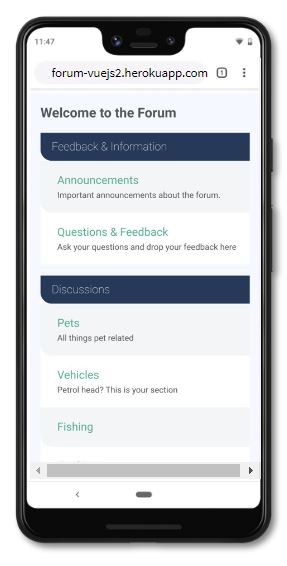 11:47
forum-vuejs2.herokuapp.com
1
Welcome to the Forum
Feedback & Information
Announcements
Important announcements about the forum.
Questions & Feedback
Ask your questions and drop your feedback here
Discussions
Pets
All things pet related
Vehicles
Petrol head? This is your section
Fishing